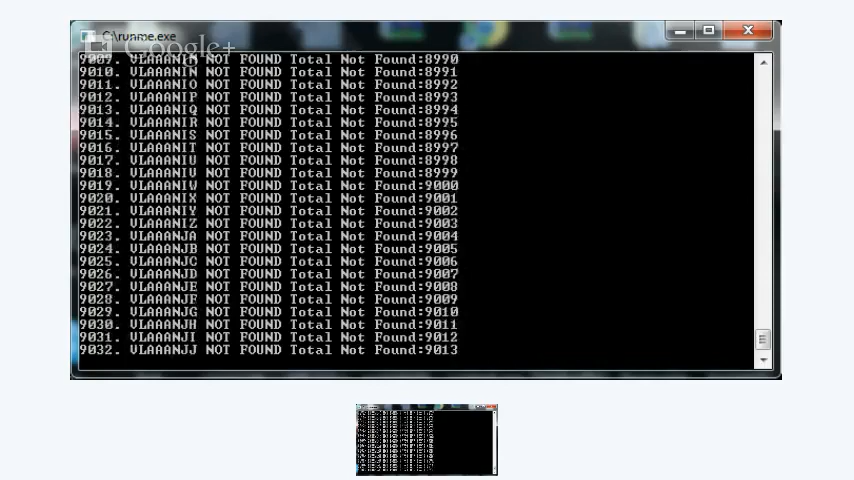 C:\runme.exe
Google+
9009. VLAAANIM NOT FOUND Total Not Found:8990
9010. VLAAANIN NOT FOUND Total Not Found:8991
9011. VLAAANIO NOT FOUND Total Not Found:8992
9012. VLAAANIP NOT FOUND Total Not Found:8993
9013. VLAAANIQ NOT FOUND Total Not Found:8994
9014. VLAAANIR NOT FOUND Total Not Found:8995
9015. VLAAANIS NOT FOUND Total Not Found:8996
9016. VLAAANIT NOT FOUND Total Not Found:8997
9017. VLAAANIU NOT FOUND Total Not Found:8998
9018. VLAAANIV NOT FOUND Total Not Found:8999
9019. VLAAANIW NOT FOUND Total Not Found:9000
9020. VLAAANIX NOT FOUND Total Not Found:9001
9021. VLAAANIY NOT FOUND Total Not Found:9002
9022. VLAAANIZ NOT FOUND Total Not Found:9003
9023. VLAAANJA NOT FOUND Total Not Found:9004
9024. VLAAANJB NOT FOUND Total Not Found:9005
9025. VLAAANJC NOT FOUND Total Not Found:9006
9026. VLAAANJD NOT FOUND Total Not Found:9007
9027. VLAAANJE NOT FOUND Total Not Found:9008
9028. VLAAANJF NOT FOUND Total Not Found:9009
9029. VLAAANJG NOT FOUND Total Not Found:9010
9030. VLAAANJH NOT FOUND Total Not Found:9011
9031. VLAAANJI NOT FOUND Total Not Found:9012
9032. VLAAANJJ NOT FOUND Total Not Found:9013